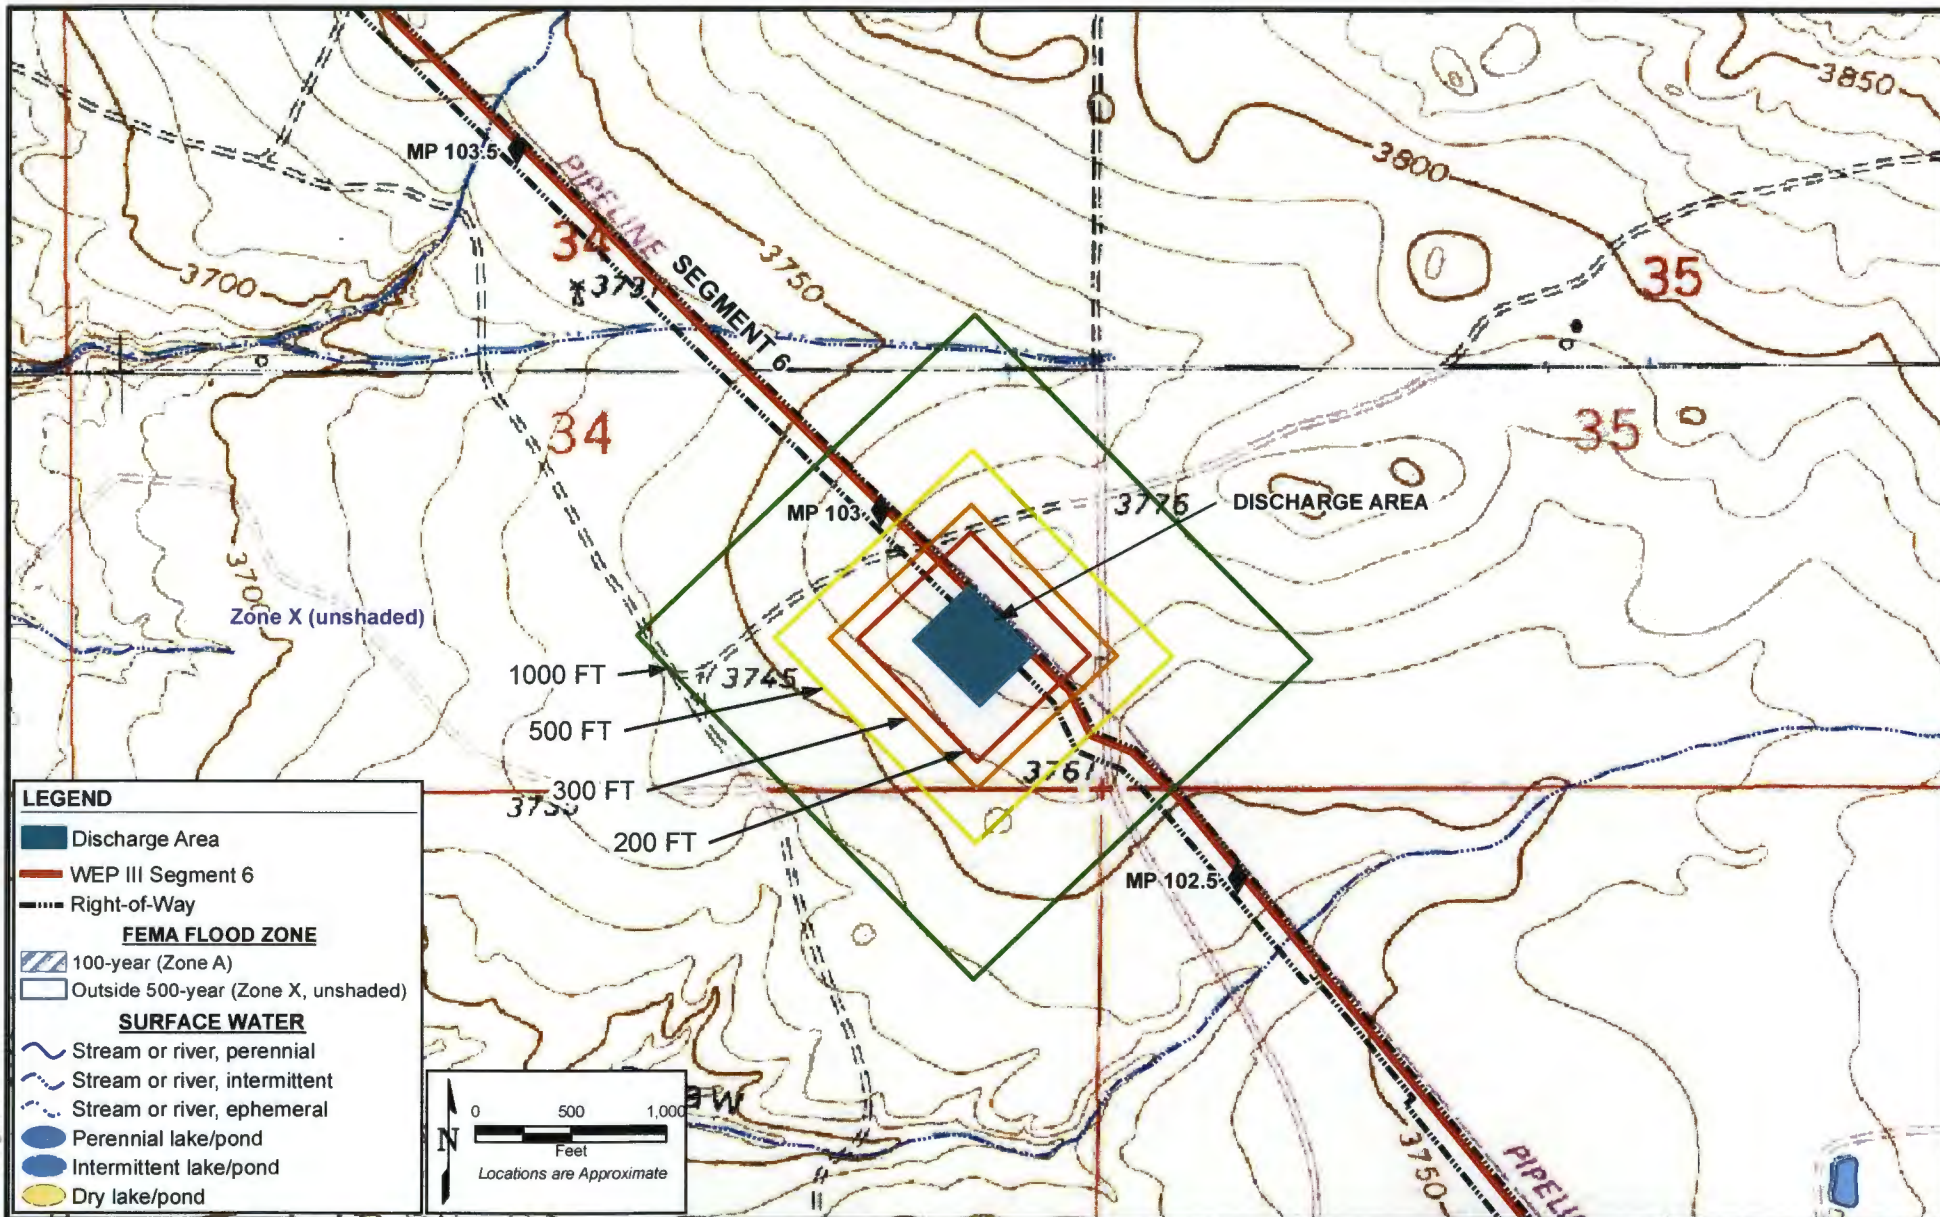 3850
MP 103.5
PIPELINE
3800
34
3700
SEGMENT 6
3750
35
34
35
MP 103
3776
DISCHARGE AREA
Zone X (unshaded)
1000 FT
3745
500 FT
3767
300 FT
200 FT
MP 102.5
LEGEND
Discharge Area
WEP III Segment 6
Right-of-Way
FEMA FLOOD ZONE
100-year (Zone A)
Outside 500-year (Zone X, unshaded)
SURFACE WATER
Stream or river, perennial
Stream or river, intermittent
Stream or river, ephemeral
Perennial lake/pond
Intermittent lake/pond
Dry lake/pond
N
0 500 1,000
Feet
Locations are Approximate
3750